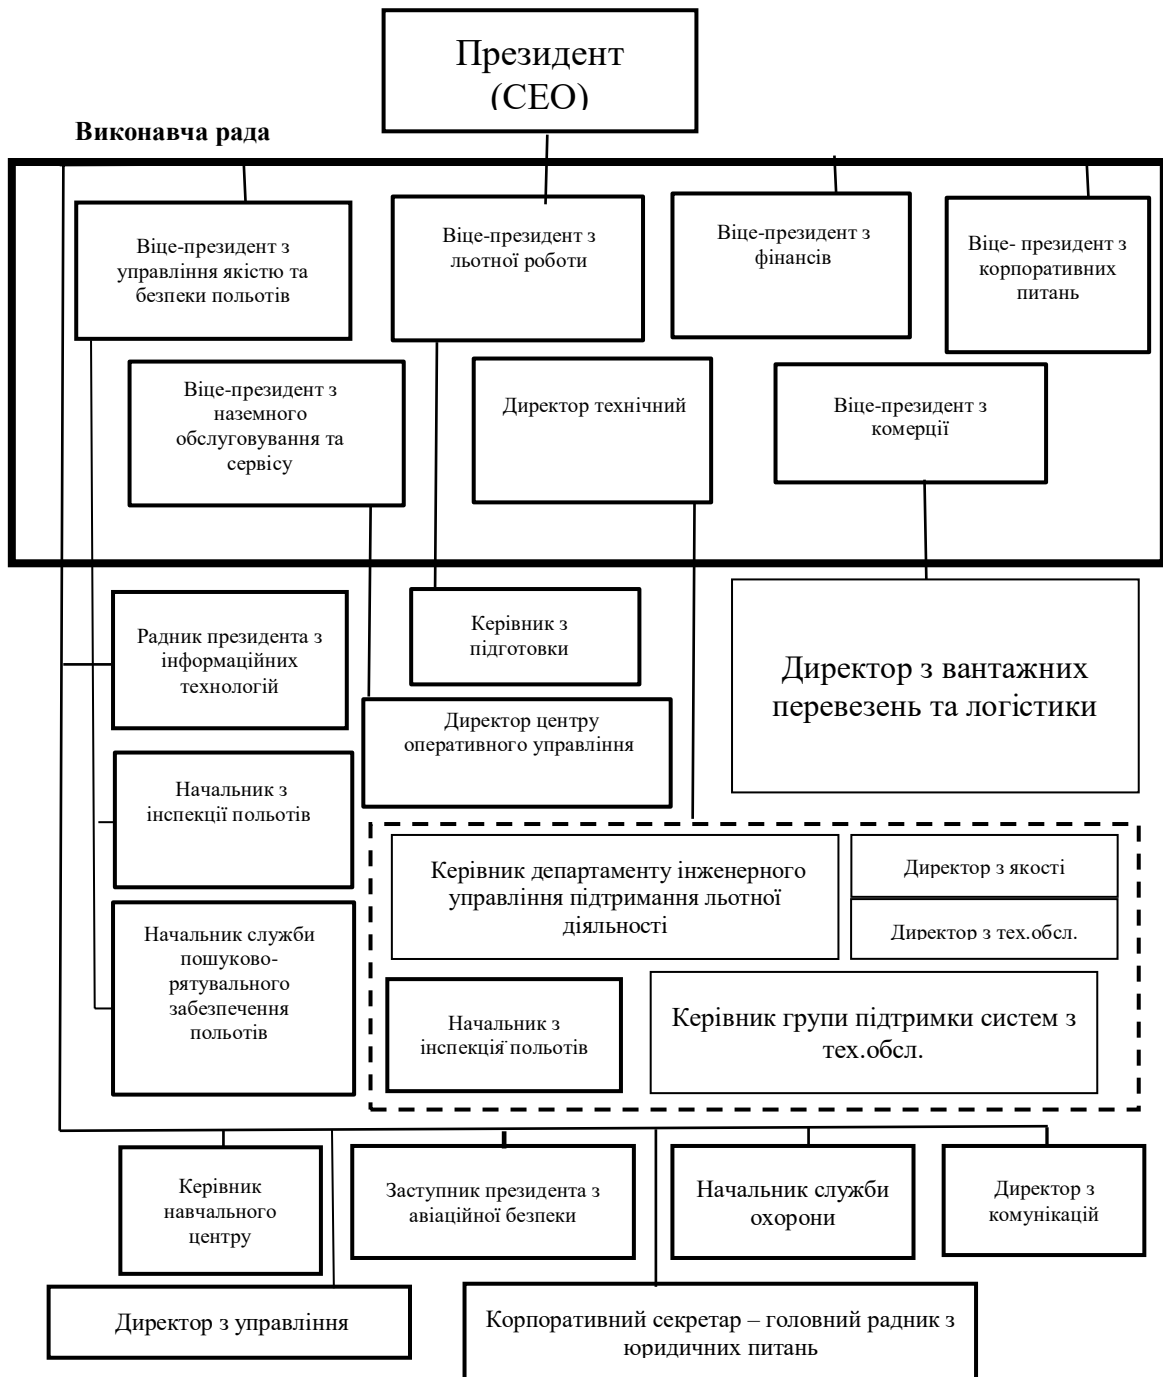 Президент
(CEO)
Виконавча рада
Віце-президент з
управління якістю та
безпеки польотів
Віце-президент з
льотної роботи
Віце-президент з
фінансів
Віце- президент з
корпоративних
питань
Віце-президент з
наземного
обслуговування та
сервісу
Директор технічний
Віце-президент з
комерції
Радник президента з
інформаційних
технологій
Керівник з
підготовки
Директор з вантажних
перевезень та логістики
Директор центру
оперативного управління
Начальник з
інспекції польотів
Керівник департаменту інженерного
управління підтримання льотної
діяльності
Директор з якості
Директор з тех.обсл.
Начальник служби
пошуково-
рятувального
забезпечення
польотів
Начальник з
інспекція польотів
Керівник групи підтримки систем з
тех.обсл.
Керівник
навчального
центру
Заступник президента з
авіаційної безпеки
Начальник служби
охорони
Директор з
комунікацій
Директор з управління
Корпоративний секретар – головний радник з
юридичних питань